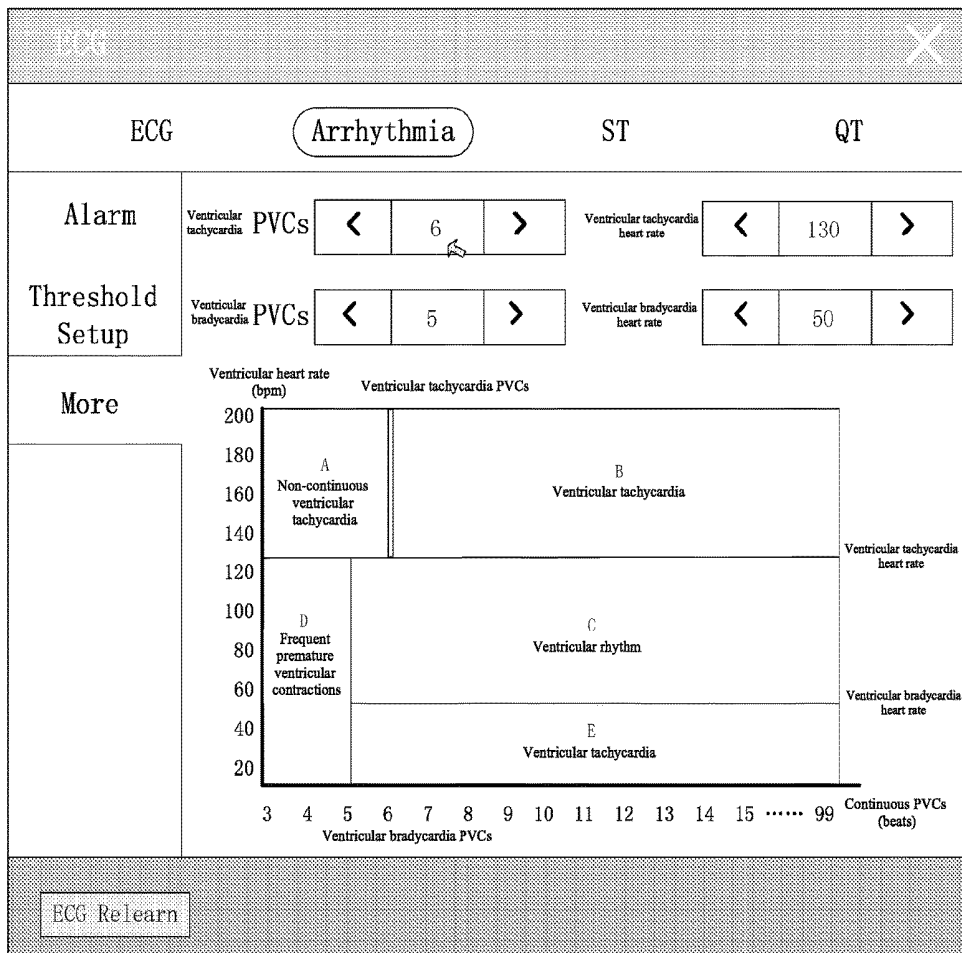 ECG
ECG Arrhythmia ST QT
Alarm
Threshold
Setup
More
Ventricular
tachycardia PVCs 6
Ventricular tachycardia
heart rate 130
Ventricular
bradycardia PVCs 5
Ventricular bradycardia
heart rate 50
Ventricular heart rate
(bpm)
Ventricular tachycardia PVCs
200
180
160
140
120
100
80
60
40
20
A
Non-continuous
ventricular
tachycardia
B
Ventricular tachycardia
Ventricular tachycardia
heart rate
D
Frequent
premature
ventricular
contractions
C
Ventricular rhythm
Ventricular bradycardia
heart rate
E
Ventricular tachycardia
3 4 5 6 7 8 9 10 11 12 13 14 15 ······ 99
Continuous PVCs
(beats)
Ventricular bradycardia PVCs
ECG Relearn